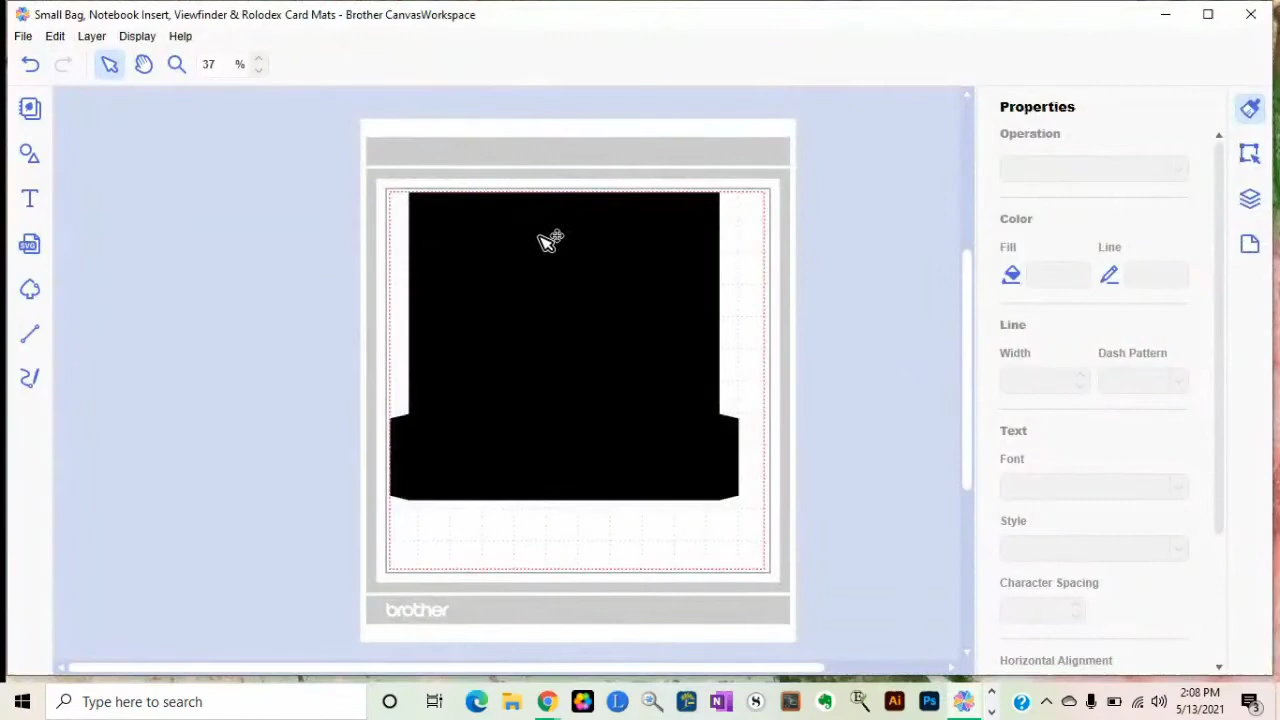 Small Bag, Notebook Insert, Viewfinder & Rolodex Card Mats - Brother CanvasWorkspace
File Edit Layer Display Help
37 %
Properties
Operation
Color
Fill Line
Line
Width Dash Pattern
Text
Font
Style
Character Spacing
Horizontal Alignment
SVG
brother
Type here to search
2:08 PM
5/13/2021